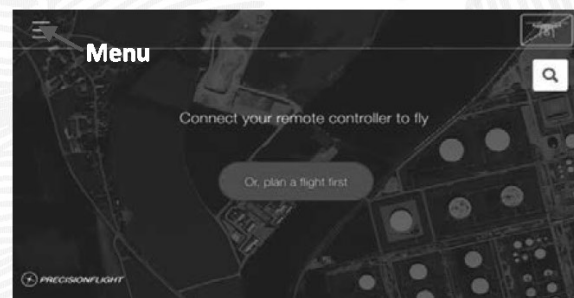 Menu
Connect your remote controller to fly
Or, plan a flight first
PRECISIONFLIGHT